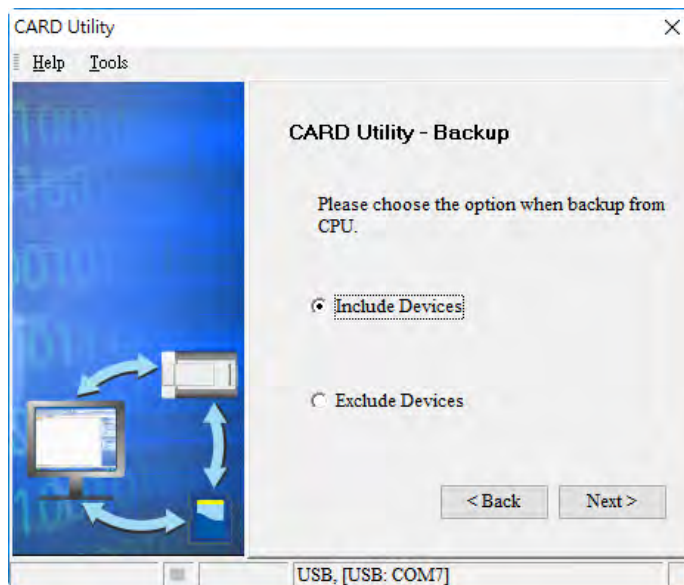 CARD Utility
Help Tools
CARD Utility - Backup
Please choose the option when backup from
CPU.
Include Devices
Exclude Devices
< Back Next >
USB, [USB: COM7]